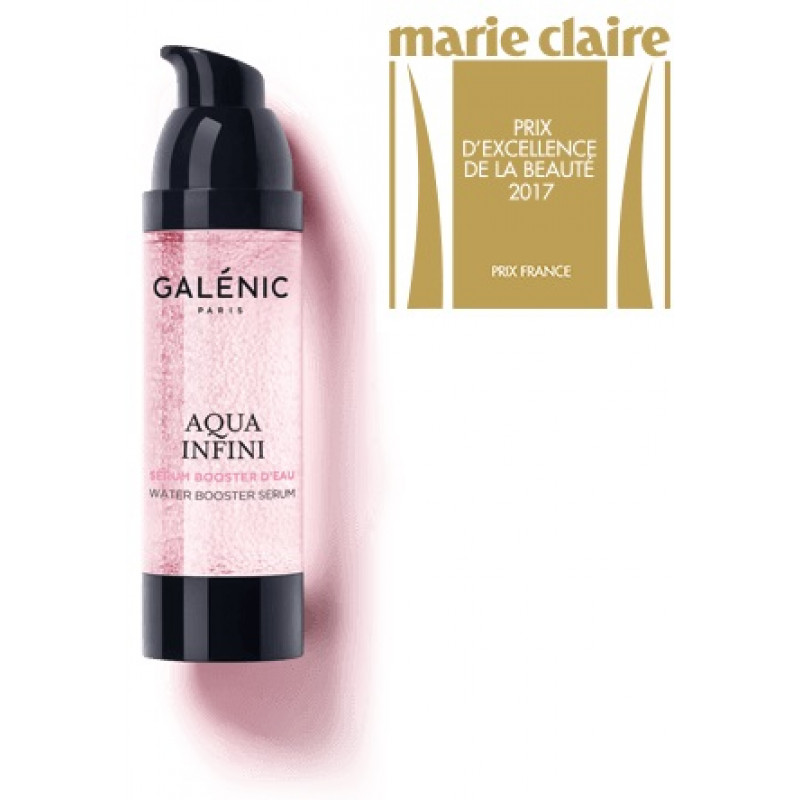 GALÉNIC
PARIS
AQUA
INFINI
SÉRUM BOOSTER D'EAU
WATER BOOSTER SERUM
marie claire
PRIX
D'EXCELLENCE
DE LA BEAUTÉ
2017
PRIX FRANCE